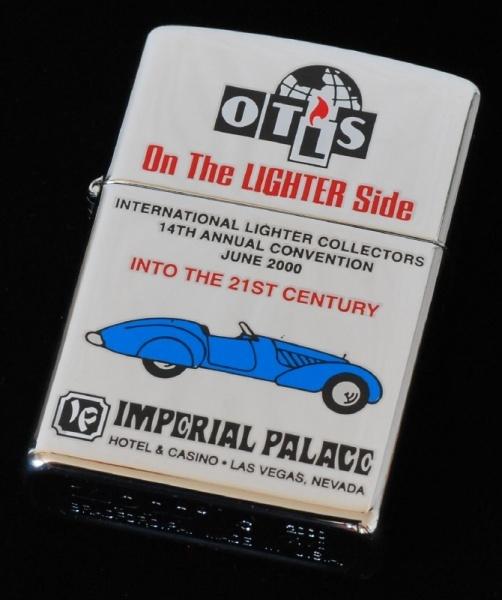 OTLS
On The LIGHTER Side
INTERNATIONAL LIGHTER COLLECTORS
14TH ANNUAL CONVENTION
JUNE 2000
INTO THE 21ST CENTURY
IMPERIAL PALACE
HOTEL & CASINO • LAS VEGAS, NEVADA